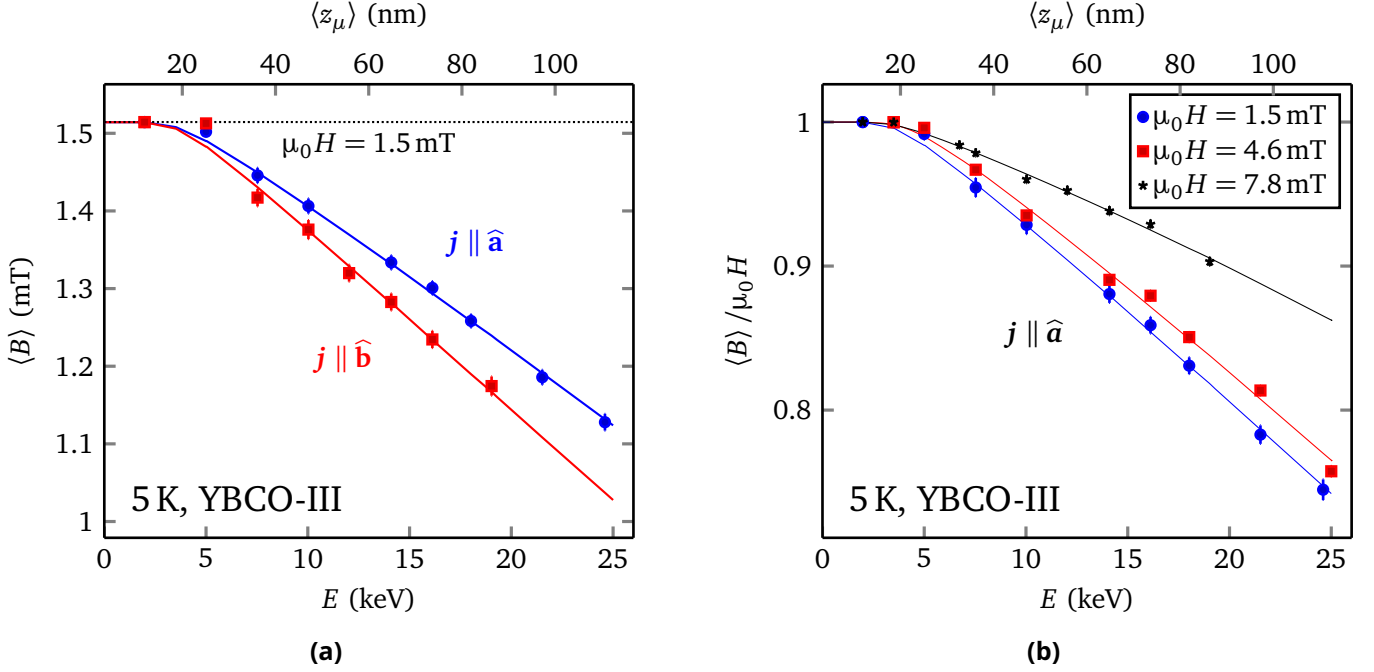 ⟨z_μ⟩ (nm)
20 40 60 80 100
1.5
1.4
1.3
1.2
1.1
1
⟨B⟩ (mT)
μ₀H = 1.5 mT
j ∥ â
j ∥ b̂
5 K, YBCO-III
0 5 10 15 20 25
E (keV)
(a)
⟨z_μ⟩ (nm)
20 40 60 80 100
1
0.9
0.8
⟨B⟩ / μ₀H
μ₀H = 1.5 mT
μ₀H = 4.6 mT
μ₀H = 7.8 mT
j ∥ â
5 K, YBCO-III
0 5 10 15 20 25
E (keV)
(b)